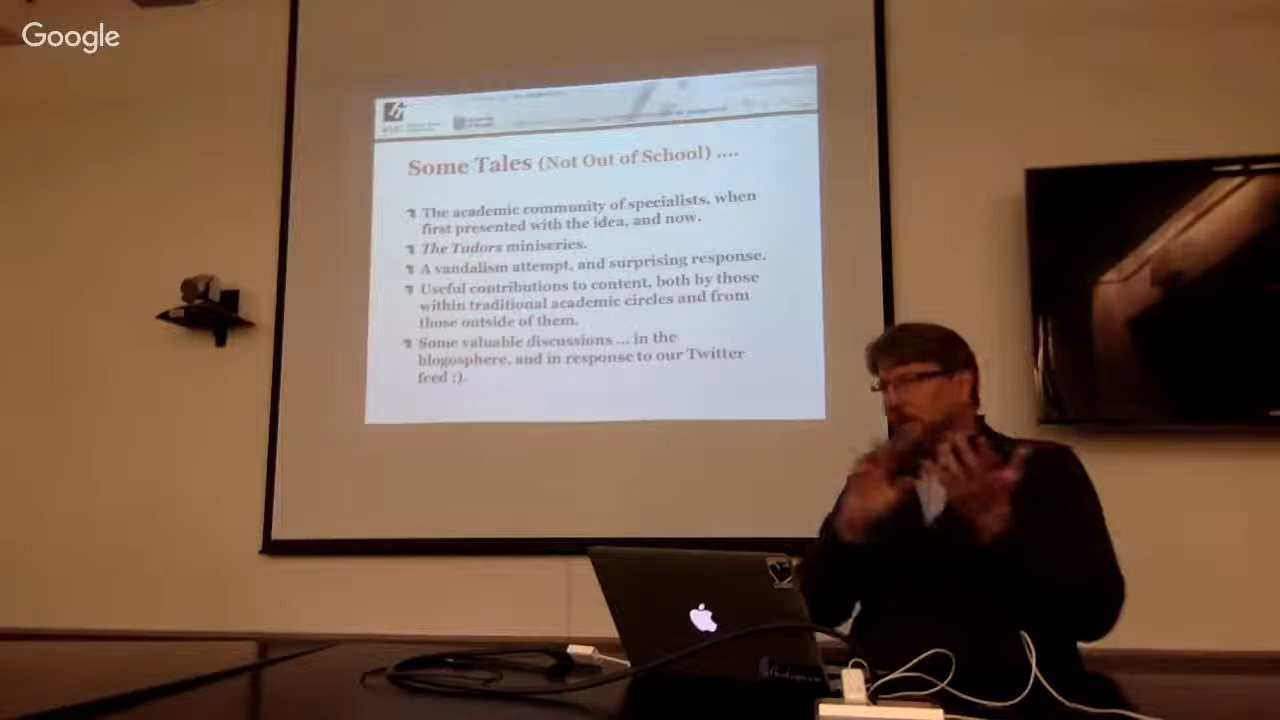 Google
Some Tales (Not Out of School) ....
The academic community of specialists, when
first presented with the idea, and now.
The Tudors miniseries.
A vandalism attempt, and surprising response.
Useful contributions to content, both by those
within traditional academic circles and from
those outside of them.
Some valuable discussions ... in the
blogosphere, and in response to our Twitter
feed :).